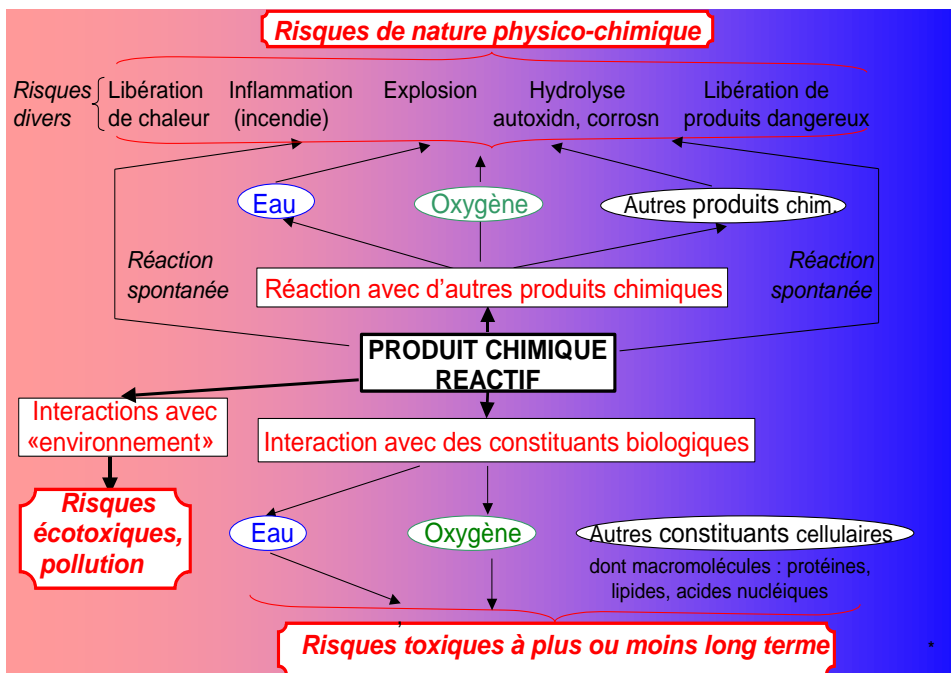 Risques de nature physico-chimique
Risques
divers
Libération
de chaleur
Inflammation
(incendie)
Explosion
Hydrolyse
autoxidn, corrosn
Libération de
produits dangereux
Eau
Oxygène
Autres produits chim.
Réaction
spontanée
Réaction
spontanée
Réaction avec d'autres produits chimiques
PRODUIT CHIMIQUE
REACTIF
Interactions avec
«environnement»
Interaction avec des constituants biologiques
Risques
écotoxiques,
pollution
Eau
Oxygène
Autres constituants cellulaires
dont macromolécules : protéines,
lipides, acides nucléiques
,
Risques toxiques à plus ou moins long terme
*